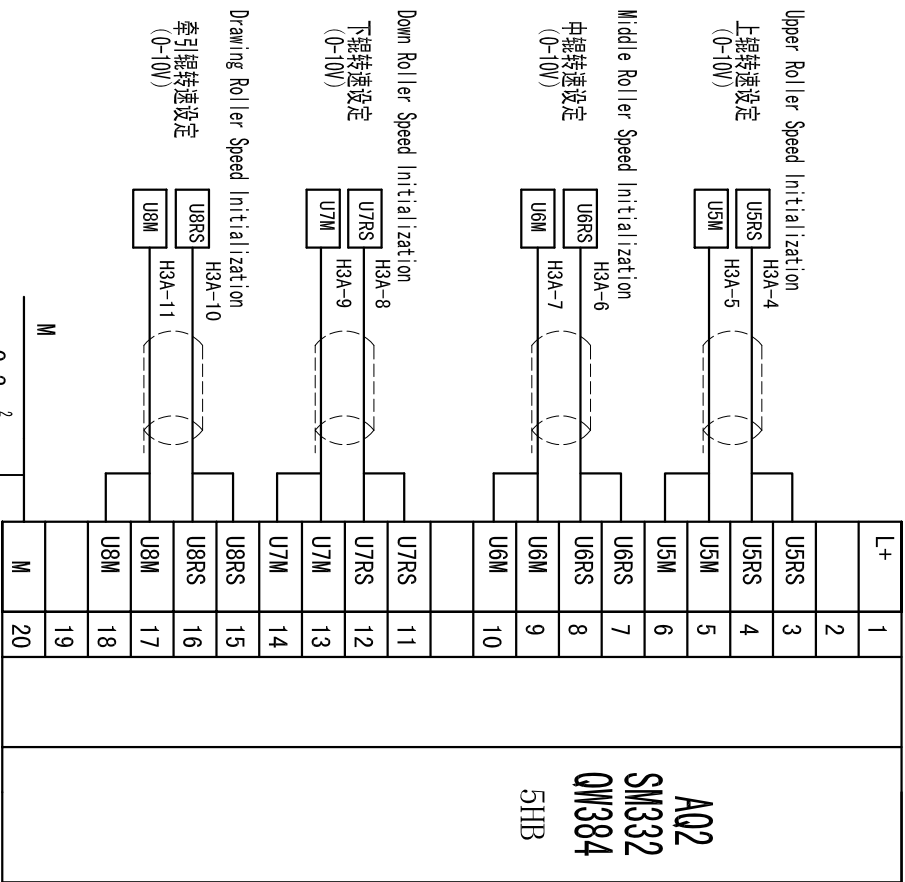 Upper Roller Speed Initialization
上辊转速设定
(0-10V)
U5RS
H3A-4
U5M
H3A-5
Middle Roller Speed Initialization
中辊转速设定
(0-10V)
U6RS
H3A-6
U6M
H3A-7
Down Roller Speed Initialization
下辊转速设定
(0-10V)
U7RS
H3A-8
U7M
H3A-9
Drawing Roller Speed Initialization
牵引辊转速设定
(0-10V)
U8RS
H3A-10
U8M
H3A-11
M
L+ 1
2
U5RS 3
U5RS 4
U5M 5
U5M 6
U6RS 7
U6RS 8
U6M 9
U6M 10
U7RS 11
U7RS 12
U7M 13
U7M 14
U8RS 15
U8RS 16
U8M 17
U8M 18
19
M 20
AQ2
SM332
QW384
5HB